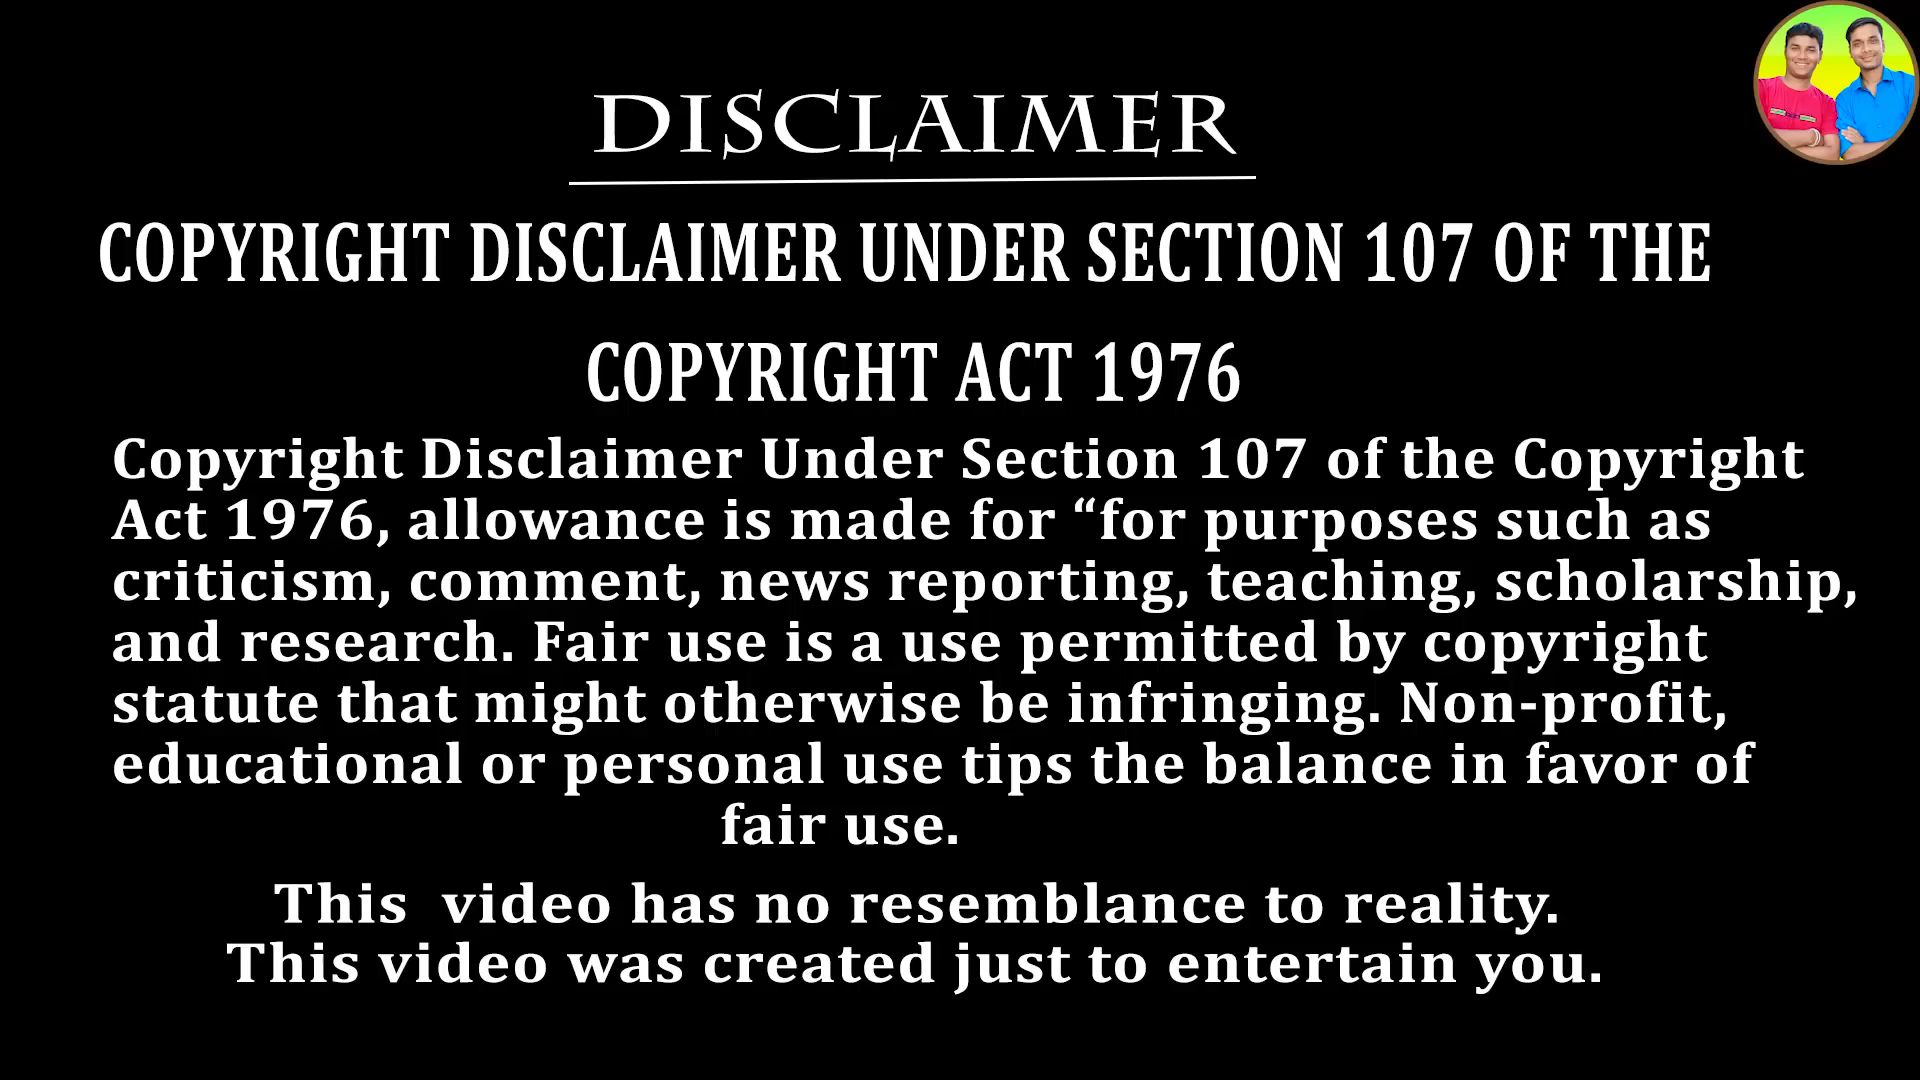 DISCLAIMER
COPYRIGHT DISCLAIMER UNDER SECTION 107 OF THE
COPYRIGHT ACT 1976
Copyright Disclaimer Under Section 107 of the Copyright
Act 1976, allowance is made for “for purposes such as
criticism, comment, news reporting, teaching, scholarship,
and research. Fair use is a use permitted by copyright
statute that might otherwise be infringing. Non-profit,
educational or personal use tips the balance in favor of
fair use.
This  video has no resemblance to reality.
This video was created just to entertain you.